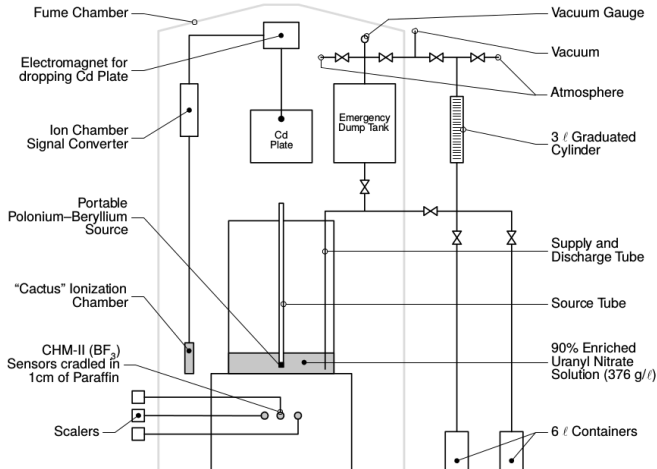 Fume Chamber
Electromagnet for
dropping Cd Plate
Ion Chamber
Signal Converter
Portable
Polonium–Beryllium
Source
"Cactus" Ionization
Chamber
CHM-II (BF₃)
Sensors cradled in
1cm of Paraffin
Scalers
Cd
Plate
Emergency
Dump Tank
Vacuum Gauge
Vacuum
Atmosphere
3 ℓ Graduated
Cylinder
Supply and
Discharge Tube
Source Tube
90% Enriched
Uranyl Nitrate
Solution (376 g/ℓ)
6 ℓ Containers